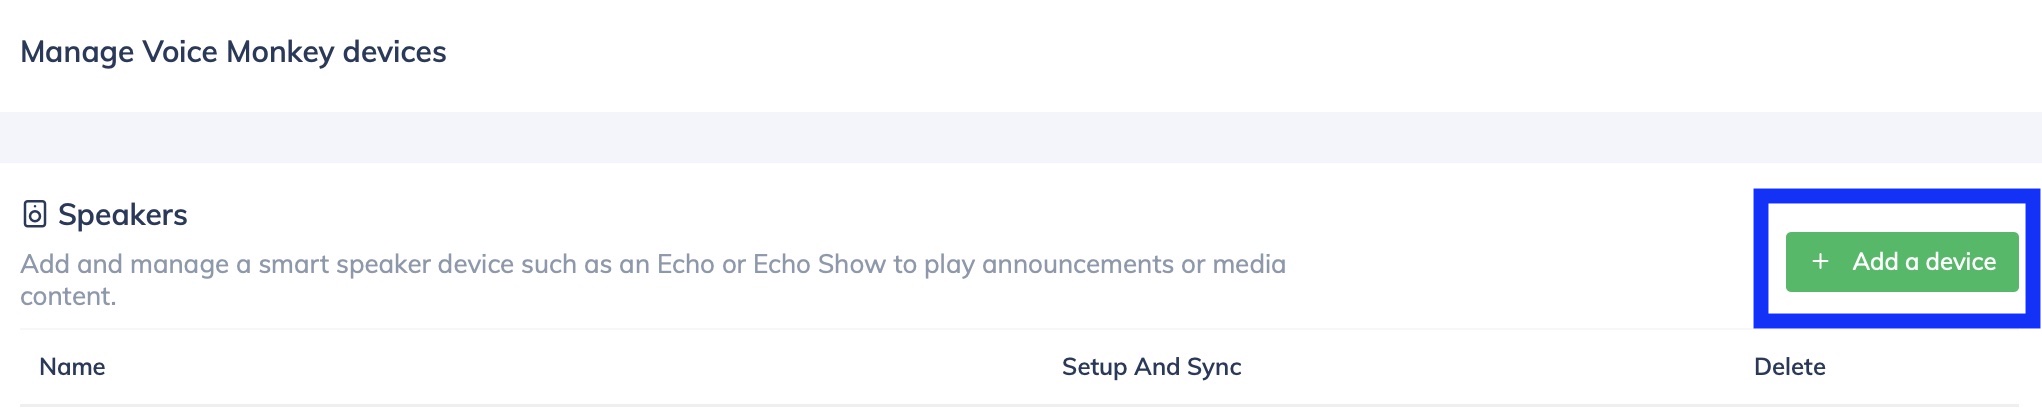 Manage Voice Monkey devices
Speakers
Add and manage a smart speaker device such as an Echo or Echo Show to play announcements or media
content.
+ Add a device
Name Setup And Sync Delete